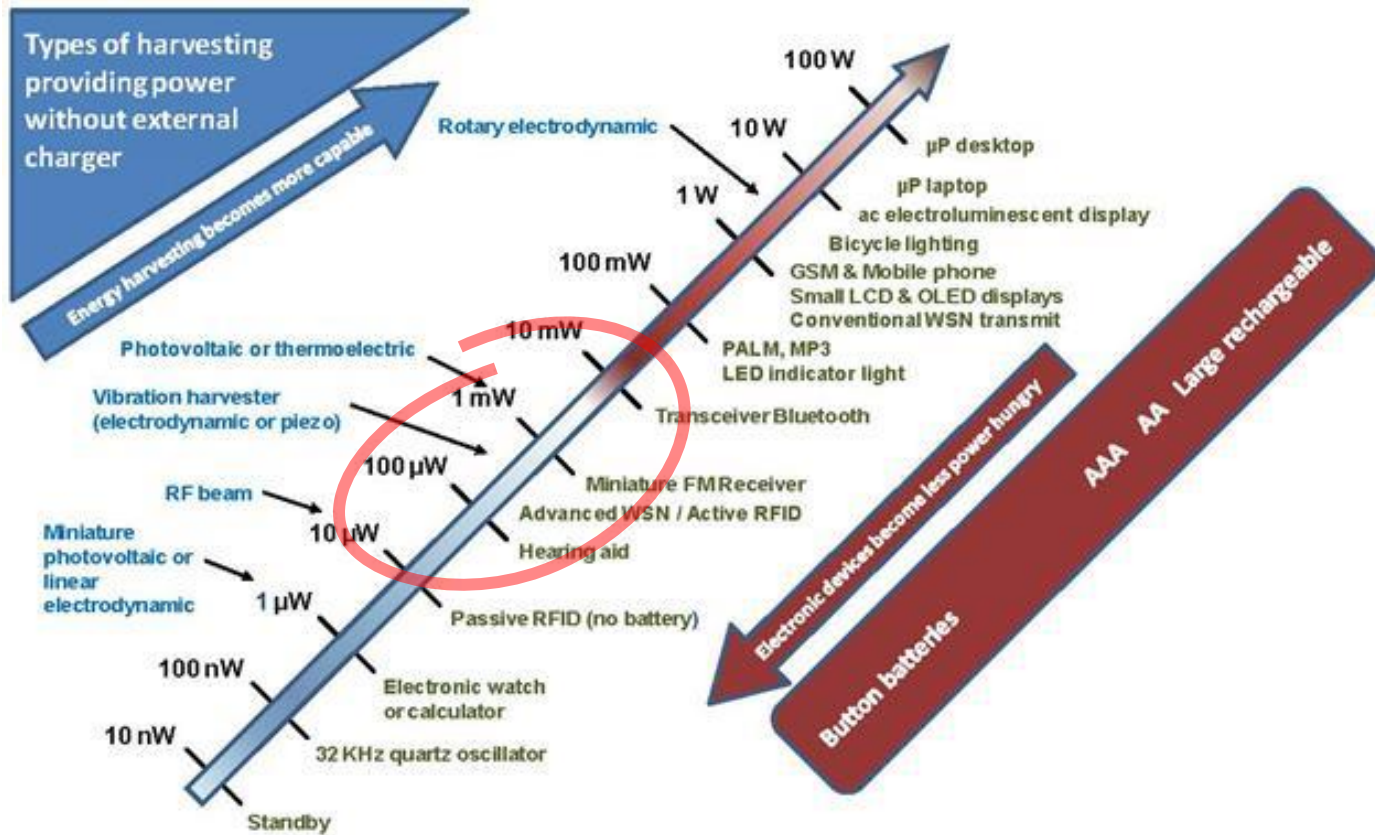 Types of harvesting
providing power
without external
charger
Energy harvesting becomes more capable
Rotary electrodynamic
Photovoltaic or thermoelectric
Vibration harvester
(electrodynamic or piezo)
RF beam
Miniature
photovoltaic or
linear
electrodynamic
100 W
10 W
1 W
100 mW
10 mW
1 mW
100 µW
10 µW
1 µW
100 nW
10 nW
µP desktop
µP laptop
ac electroluminescent display
Bicycle lighting
GSM & Mobile phone
Small LCD & OLED displays
Conventional WSN transmit
PALM, MP3
LED indicator light
Transceiver Bluetooth
Miniature FM Receiver
Advanced WSN / Active RFID
Hearing aid
Passive RFID (no battery)
Electronic watch
or calculator
32 KHz quartz oscillator
Standby
Electronic devices become less power hungry
Button batteries AAA AA Large rechargeable